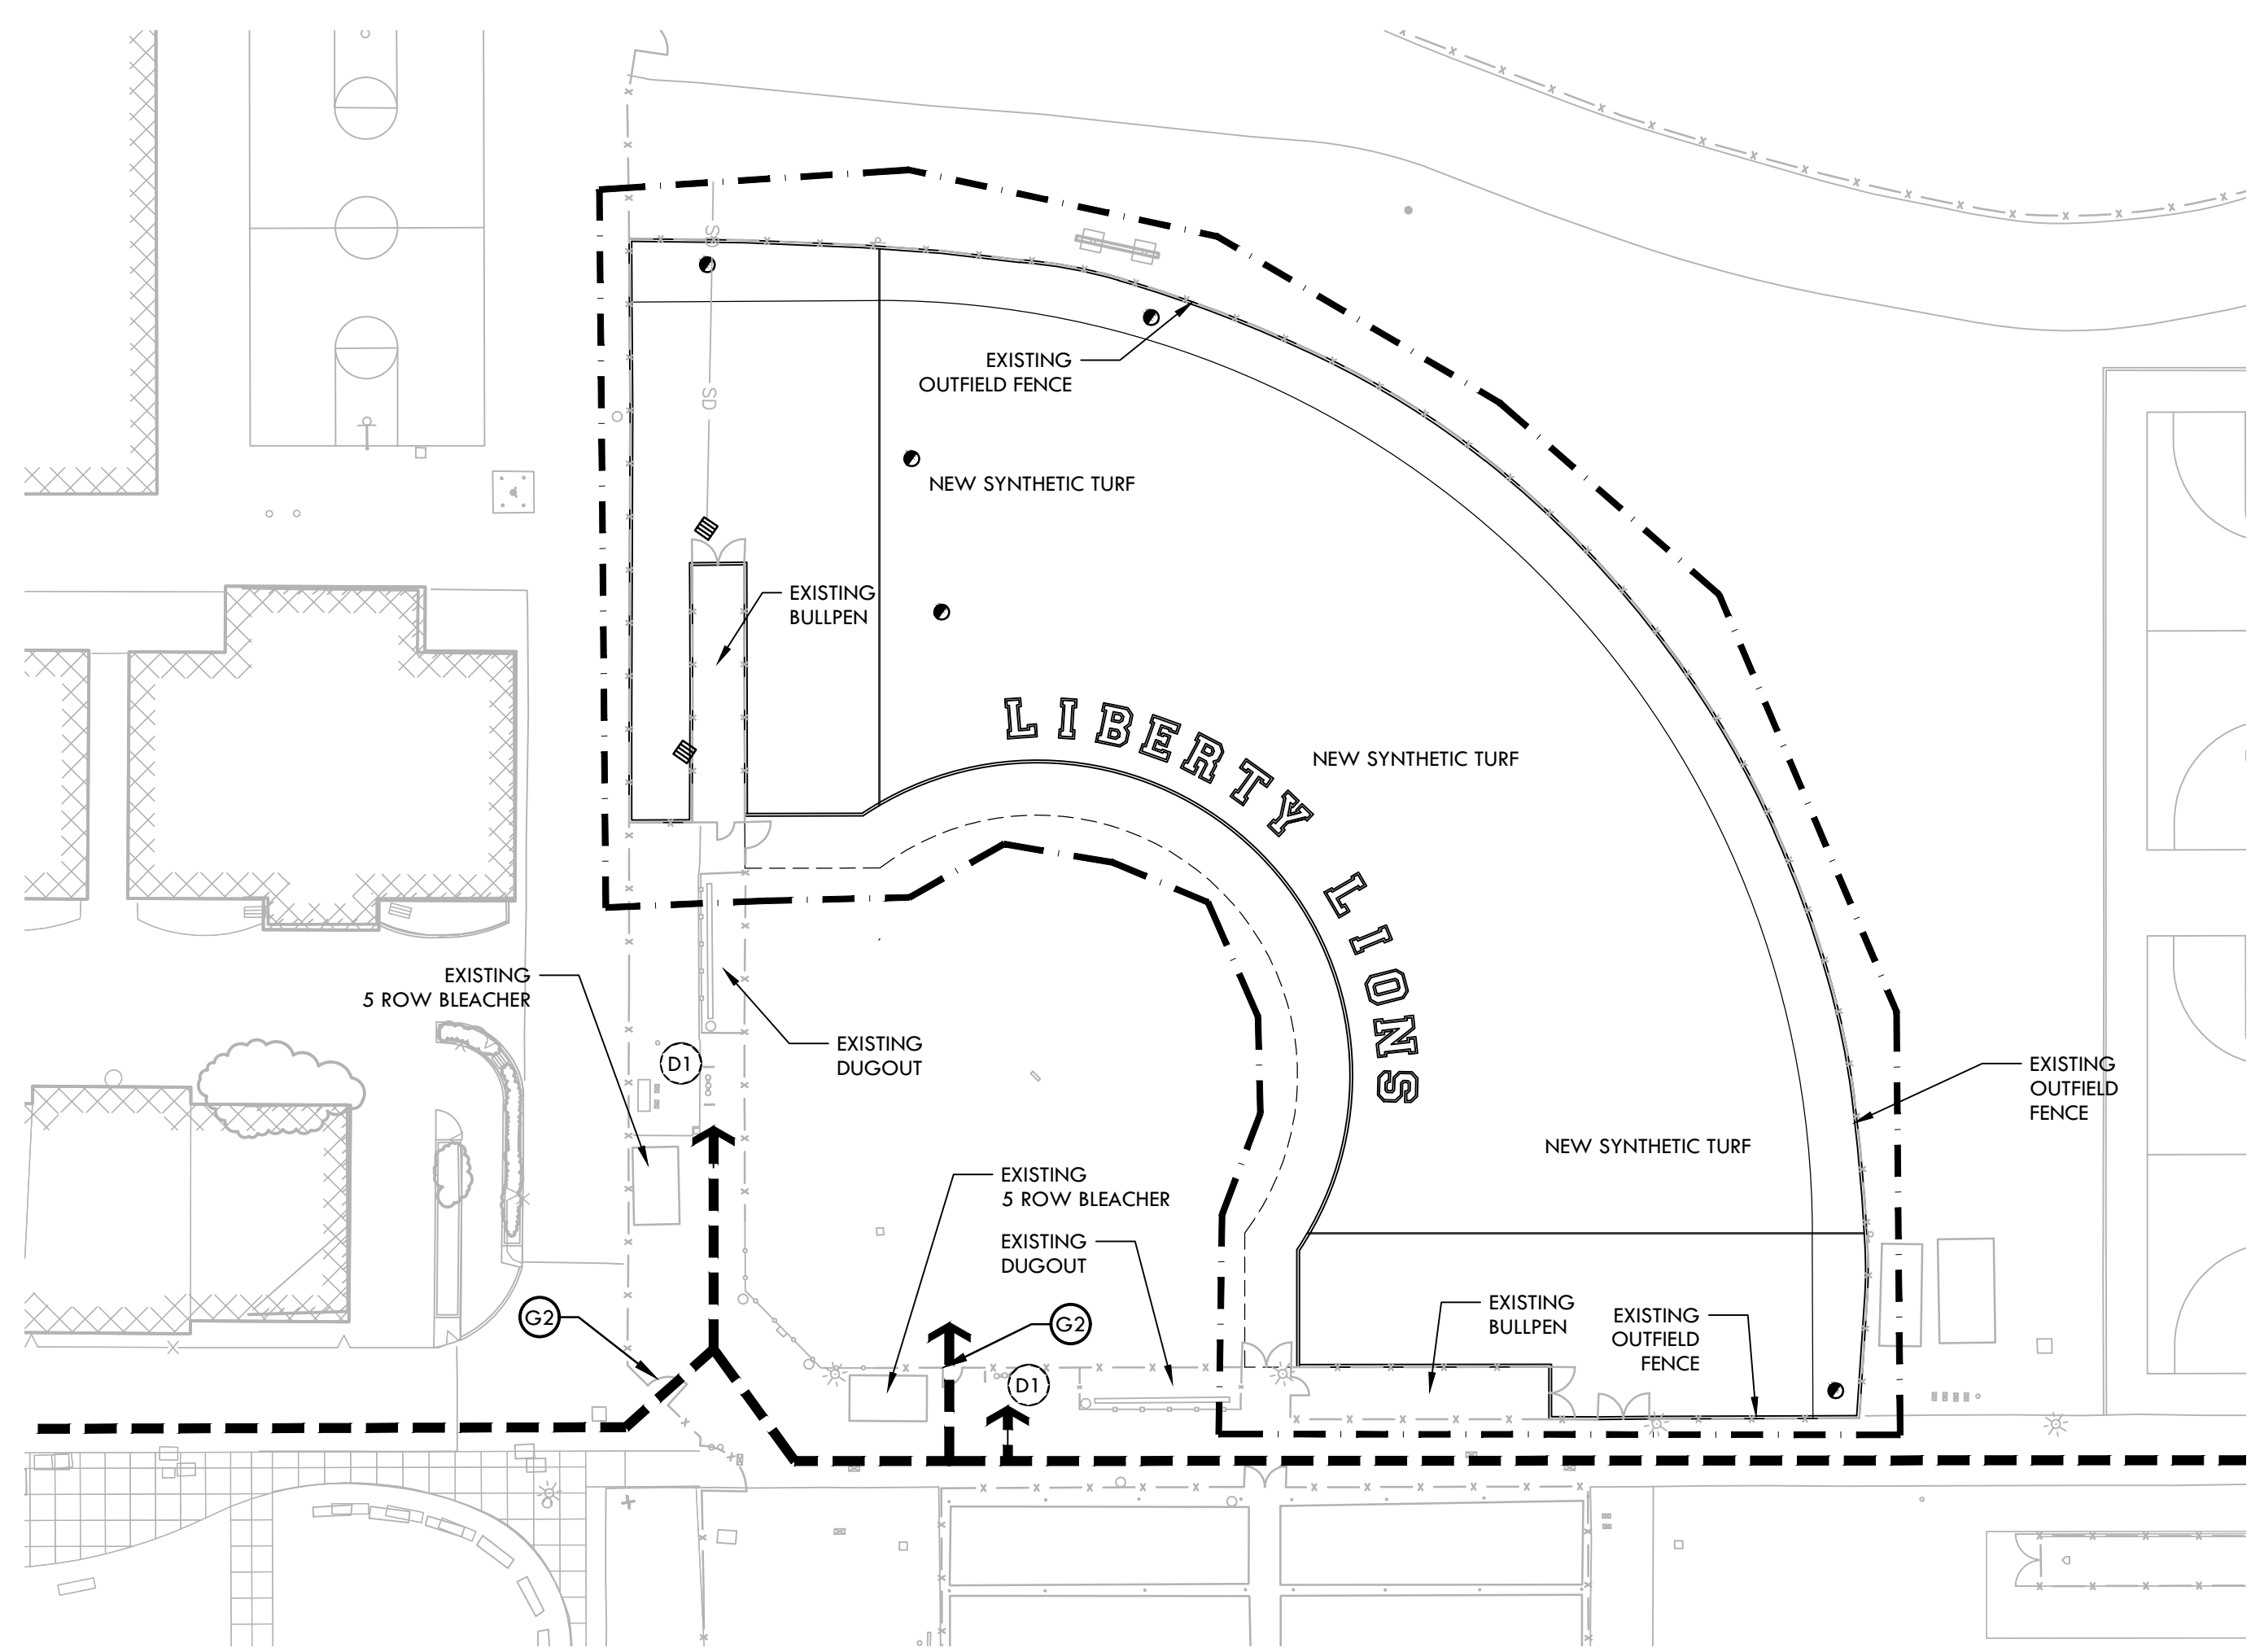 SD
EXISTING
OUTFIELD FENCE
SD
NEW SYNTHETIC TURF
EXISTING
BULLPEN
LIBERTY LIONS
NEW SYNTHETIC TURF
EXISTING
5 ROW BLEACHER
EXISTING
DUGOUT
D1
EXISTING
OUTFIELD
FENCE
NEW SYNTHETIC TURF
EXISTING
5 ROW BLEACHER
EXISTING
DUGOUT
G2
G2
EXISTING
BULLPEN
EXISTING
OUTFIELD
FENCE
D1